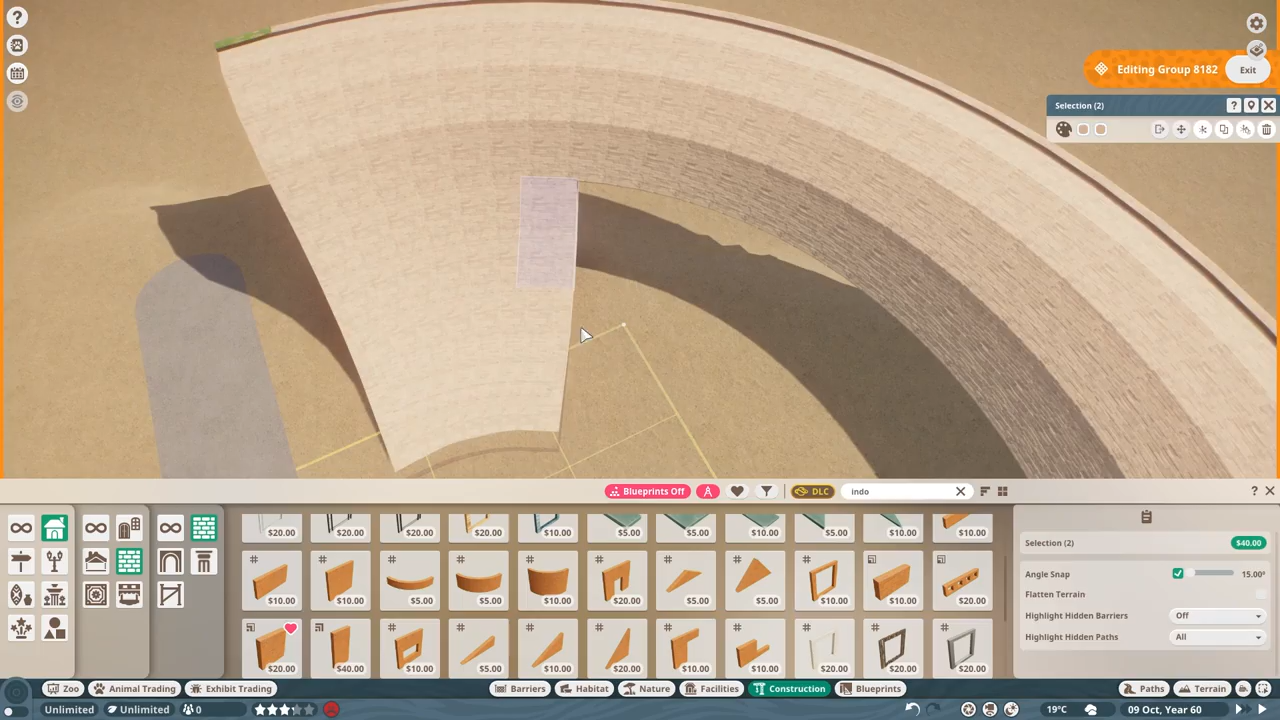 ?
Editing Group 8182
Exit
Selection (2)
?
Blueprints Off
DLC
indo
?
$20.00
$20.00
$20.00
$20.00
$10.00
$5.00
$5.00
$10.00
$5.00
$5.00
$10.00
Selection (2)
$40.00
$10.00
$10.00
$5.00
$5.00
$10.00
$20.00
$5.00
$5.00
$10.00
$10.00
$20.00
Angle Snap
15.00°
Flatten Terrain
Highlight Hidden Barriers
Off
Highlight Hidden Paths
All
$20.00
$40.00
$10.00
$5.00
$10.00
$20.00
$10.00
$10.00
$20.00
$20.00
$20.00
Zoo
Animal Trading
Exhibit Trading
Barriers
Habitat
Nature
Facilities
Construction
Blueprints
Paths
Terrain
Unlimited
Unlimited
0
19°C
09 Oct, Year 60